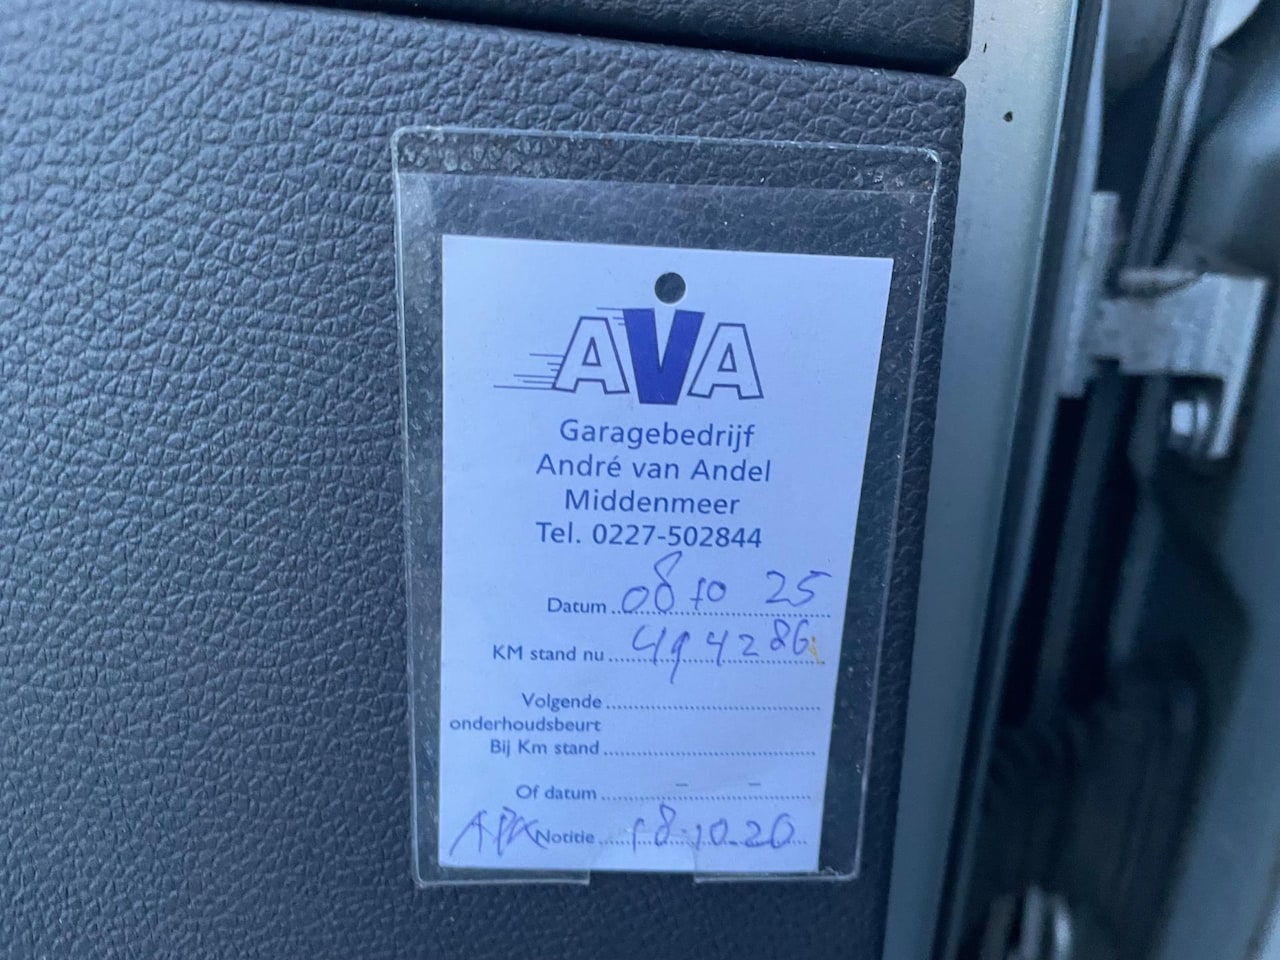 AVA
Garagebedrijf
André van Andel
Middenmeer
Tel. 0227-502844
Datum 08 10 25
KM stand nu 494286
Volgende
onderhoudsbeurt
Bij Km stand
Of datum - -
APK Notitie 18.10.20